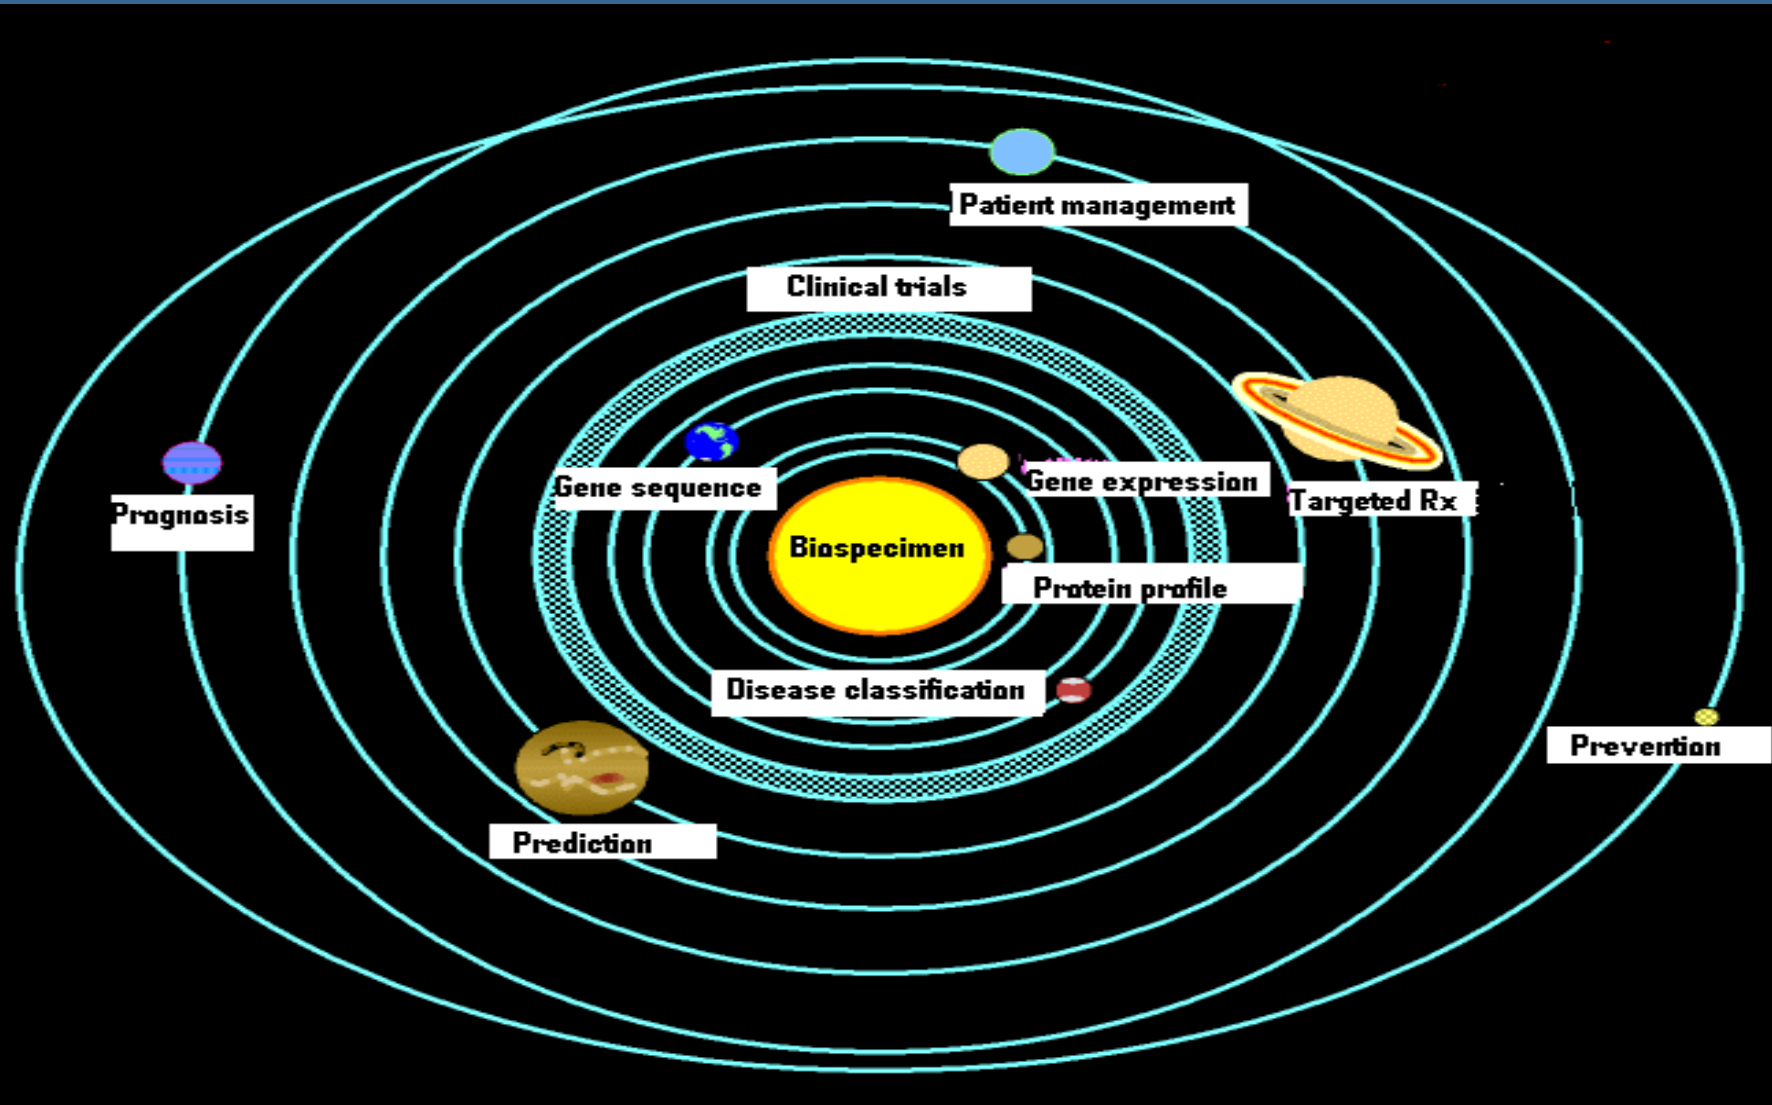 Patient management
Clinical trials
Gene sequence
Gene expression
Targeted Rx
Prognosis
Biospecimen
Protein profile
Disease classification
Prevention
Prediction